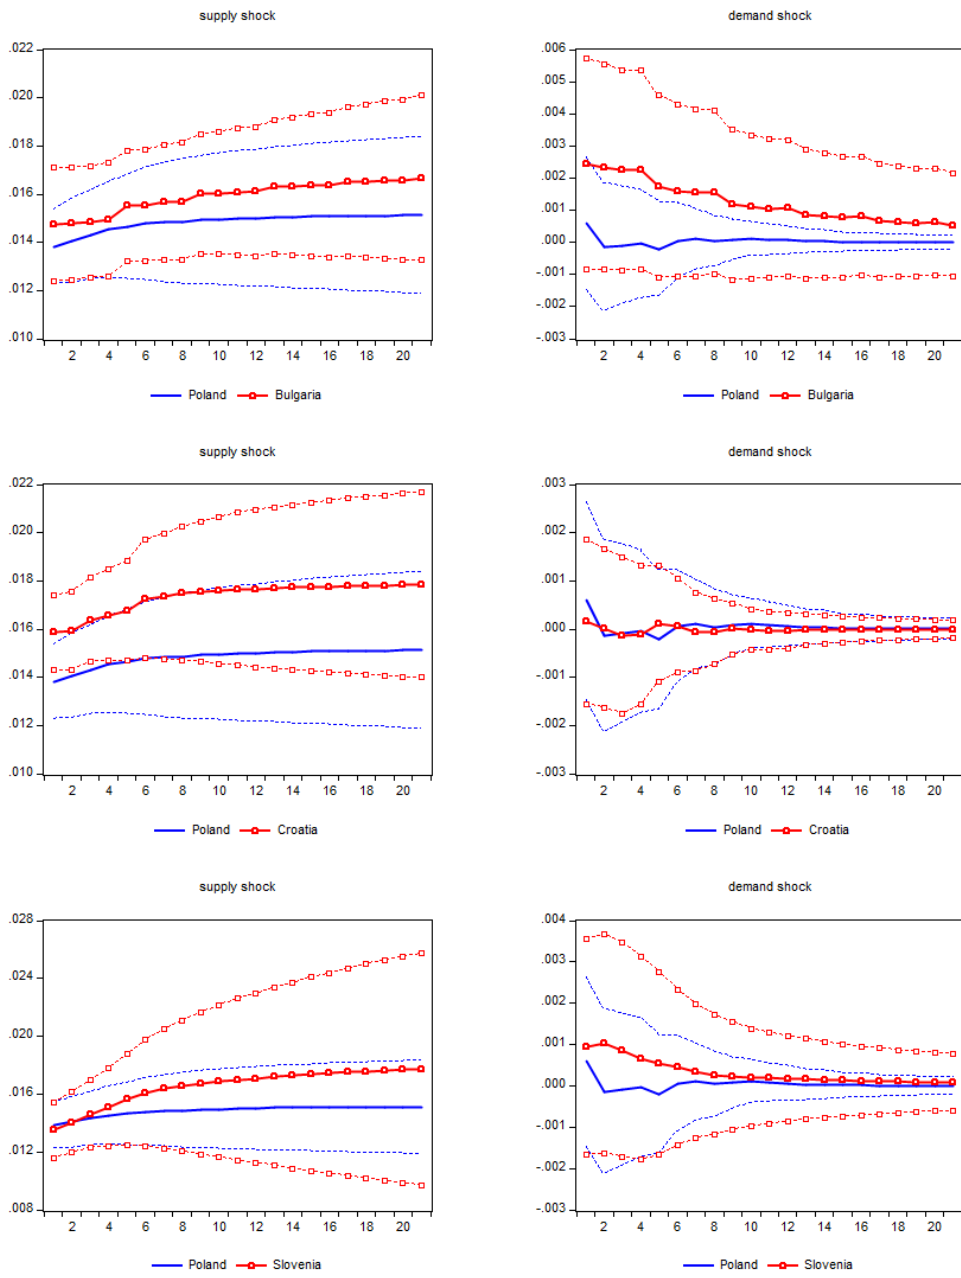 supply shock
demand shock
.022
.020
.018
.016
.014
.012
.010
2 4 6 8 10 12 14 16 18 20
Poland Bulgaria
.006
.005
.004
.003
.002
.001
.000
-.001
-.002
-.003
2 4 6 8 10 12 14 16 18 20
Poland Bulgaria
supply shock
demand shock
.022
.020
.018
.016
.014
.012
.010
2 4 6 8 10 12 14 16 18 20
Poland Croatia
.003
.002
.001
.000
-.001
-.002
-.003
2 4 6 8 10 12 14 16 18 20
Poland Croatia
supply shock
demand shock
.028
.024
.020
.016
.012
.008
2 4 6 8 10 12 14 16 18 20
Poland Slovenia
.004
.003
.002
.001
.000
-.001
-.002
-.003
2 4 6 8 10 12 14 16 18 20
Poland Slovenia